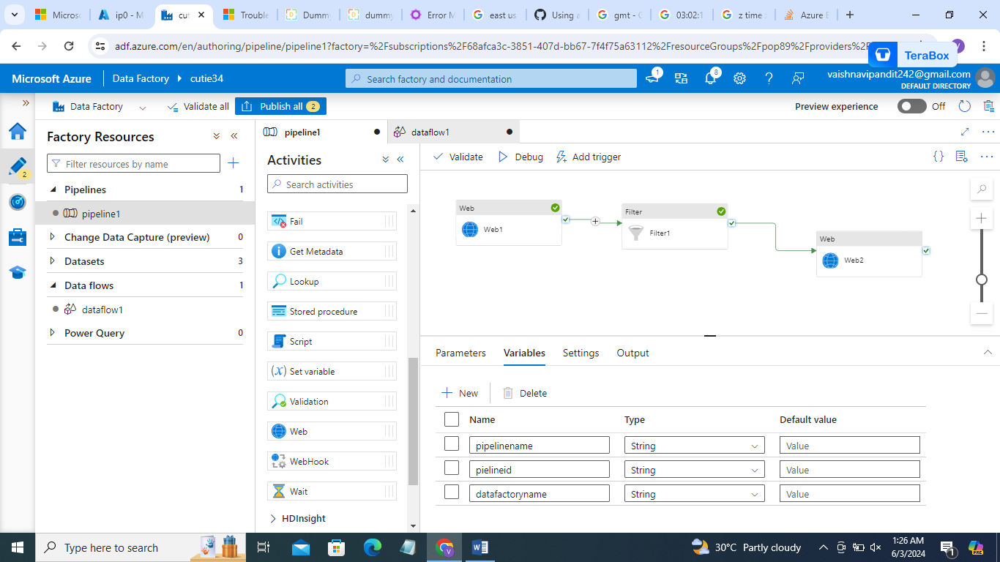 Microso
ip0 - M
cut
Trouble
Dummy
dummy
Error M
east us
Using a
gmt - G
03:02:1
z time
Azure E
adf.azure.com/en/authoring/pipeline/pipeline1?factory=%2Fsubscriptions%2F68afca3c-3851-407d-bb67-7f4f75a63112%2FresourceGroups%2Fpop89%2Fproviders%2F
TeraBox
Microsoft Azure
Data Factory
cutie34
Search factory and documentation
1
8
vaishnavipandit242@gmail.com
DEFAULT DIRECTORY
Data Factory
Validate all
Publish all 2
Preview experience
Off
2
Factory Resources
Filter resources by name
Pipelines 1
pipeline1
Change Data Capture (preview) 0
Datasets 3
Data flows 1
dataflow1
Power Query 0
pipeline1
dataflow1
Activities
Search activities
Fail
Get Metadata
Lookup
Stored procedure
Script
Set variable
Validation
Web
WebHook
Wait
HDInsight
Validate
Debug
Add trigger
Web
Web1
Filter
Filter1
Web
Web2
Parameters
Variables
Settings
Output
New
Delete
Name Type Default value
pipelinename String Value
pielineid String Value
datafactoryname String Value
Type here to search
30°C Partly cloudy
1:26 AM
6/3/2024
1
PRE